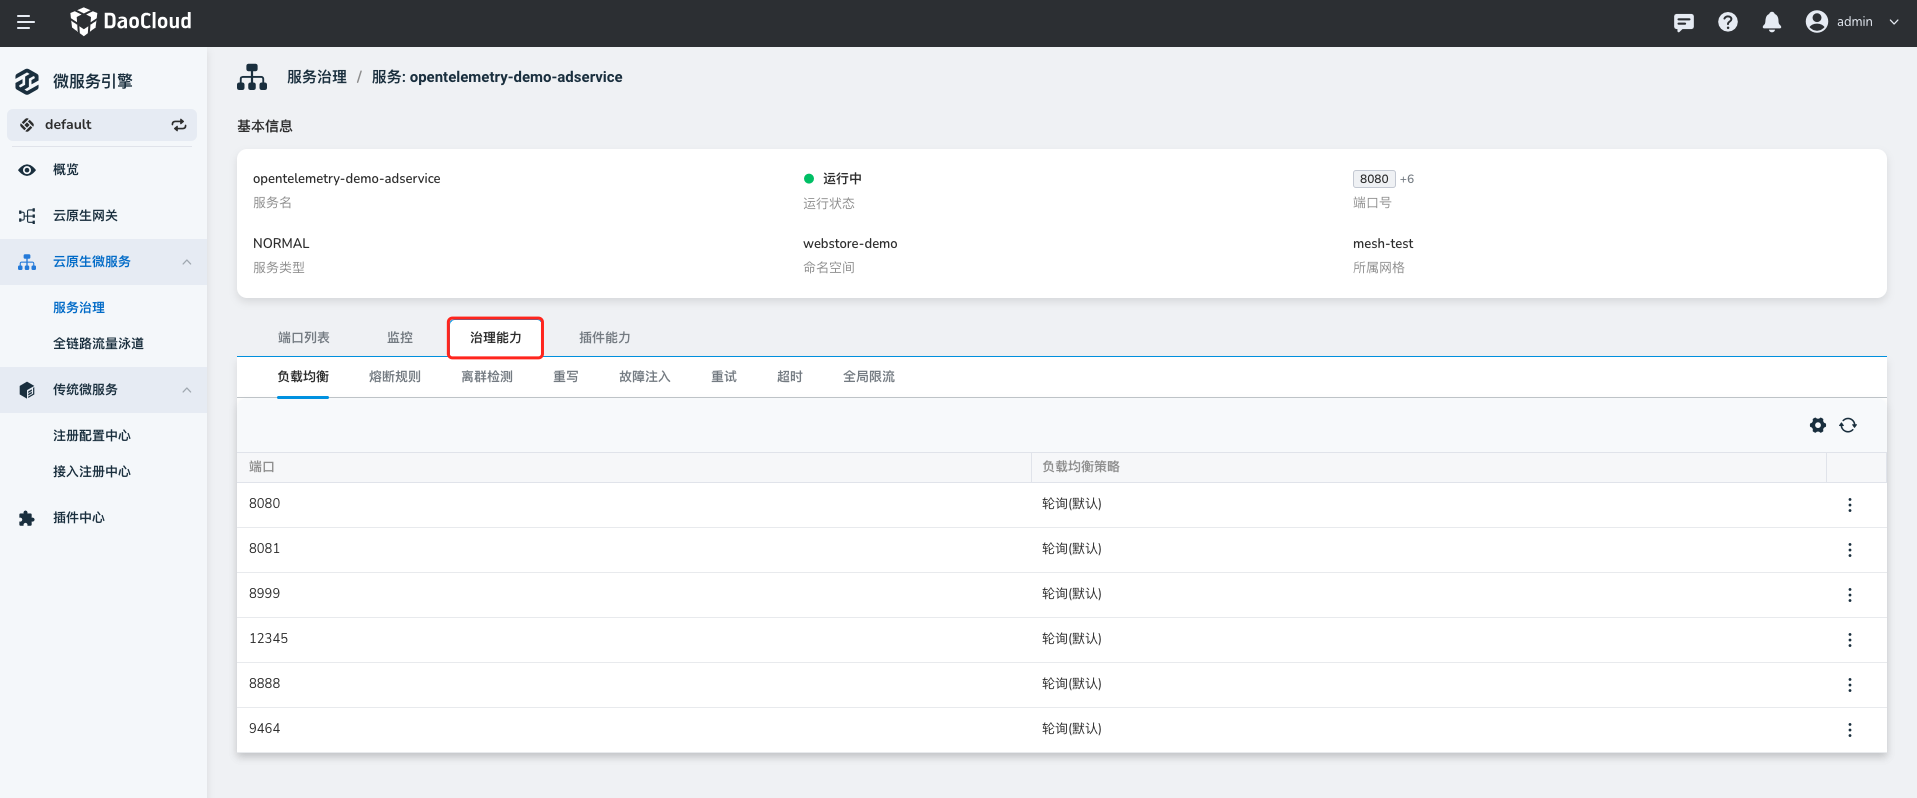 DaoCloud
admin
微服务引擎
default
概览
云原生网关
云原生微服务
服务治理
全链路流量泳道
传统微服务
注册配置中心
接入注册中心
插件中心
服务治理 / 服务: opentelemetry-demo-adservice
基本信息
opentelemetry-demo-adservice
服务名
运行中
运行状态
8080 +6
端口号
NORMAL
服务类型
webstore-demo
命名空间
mesh-test
所属网格
端口列表 监控 治理能力 插件能力
负载均衡 熔断规则 离群检测 重写 故障注入 重试 超时 全局限流
端口 负载均衡策略
8080 轮询(默认)
8081 轮询(默认)
8999 轮询(默认)
12345 轮询(默认)
8888 轮询(默认)
9464 轮询(默认)